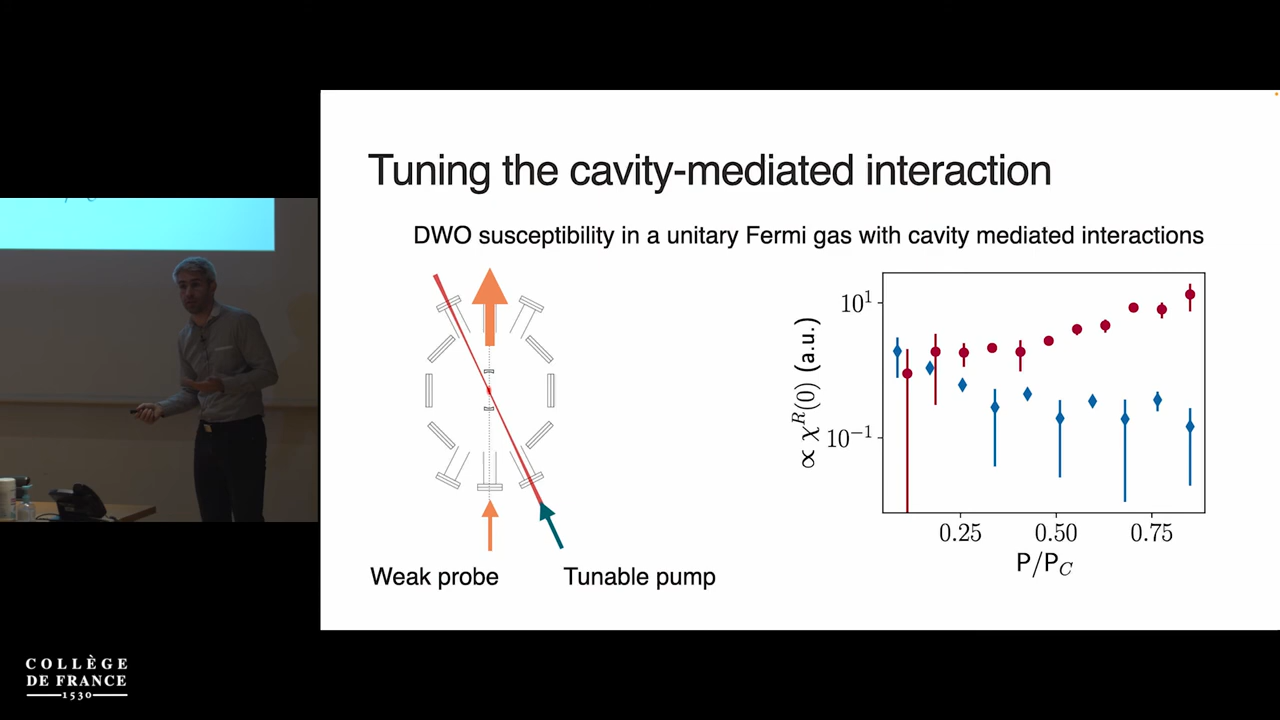 Tuning the cavity-mediated interaction
DWO susceptibility in a unitary Fermi gas with cavity mediated interactions
Weak probe
Tunable pump
∝ χ^R(0) (a.u.)
10¹
10⁻¹
0.25 0.50 0.75
P/P_C
COLLÈGE
DE FRANCE
1530